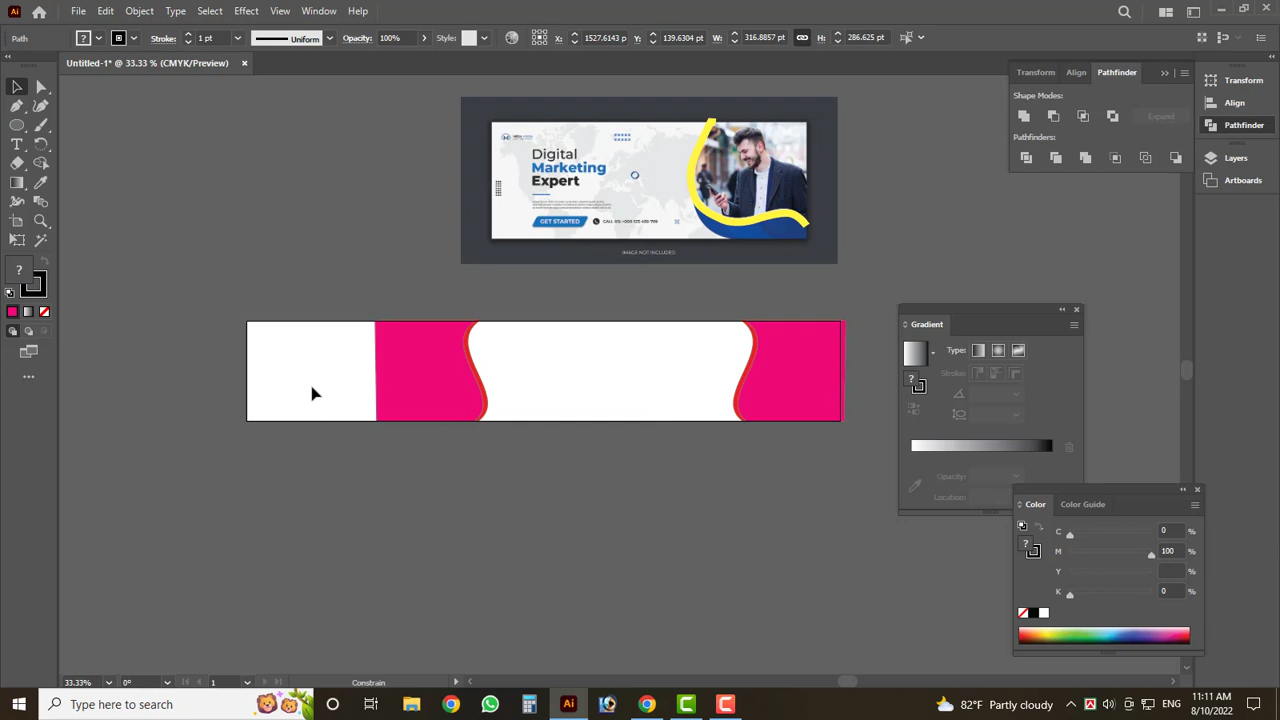 Ai File Edit Object Type Select Effect View Window Help
Path ? Stroke: 1 pt Uniform Opacity: 100% Style: X: 1527.6143 p Y: 139.6304 pt W: 316.8857 pt H: 286.625 pt
Untitled-1* @ 33.33 % (CMYK/Preview) ×
Transform Align Pathfinder
Shape Modes:
Expand
Pathfinders:
Transform
Align
Pathfinder
Layers
Artboards
Digital
Marketing
Expert
GET STARTED
IMAGE NOT INCLUDED
?
Gradient
Type:
Stroke:
?
Opacity:
Location:
Color Color Guide
C 0 %
M 100 %
Y %
K 0 %
?
33.33% 0° 1 Constrain
Type here to search
Ai
82°F Partly cloudy ENG 11:11 AM
8/10/2022